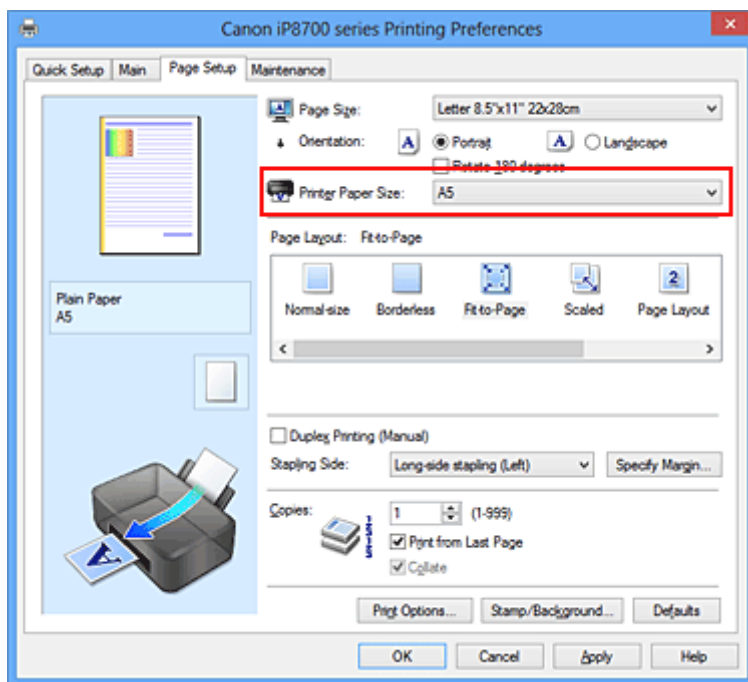 Canon iP8700 series Printing Preferences
Quick Setup Main Page Setup Maintenance
Page Size: Letter 8.5"x11" 22x28cm
Orientation: A Portrait A Landscape
Rotate 180 degrees
Printer Paper Size: A5
Page Layout: Fit-to-Page
Normal-size Borderless Fit-to-Page Scaled Page Layout
Plain Paper
A5
Duplex Printing (Manual)
Stapling Side: Long-side stapling (Left) Specify Margin...
Copies: 1 (1-999)
Print from Last Page
Collate
Print Options... Stamp/Background... Defaults
OK Cancel Apply Help